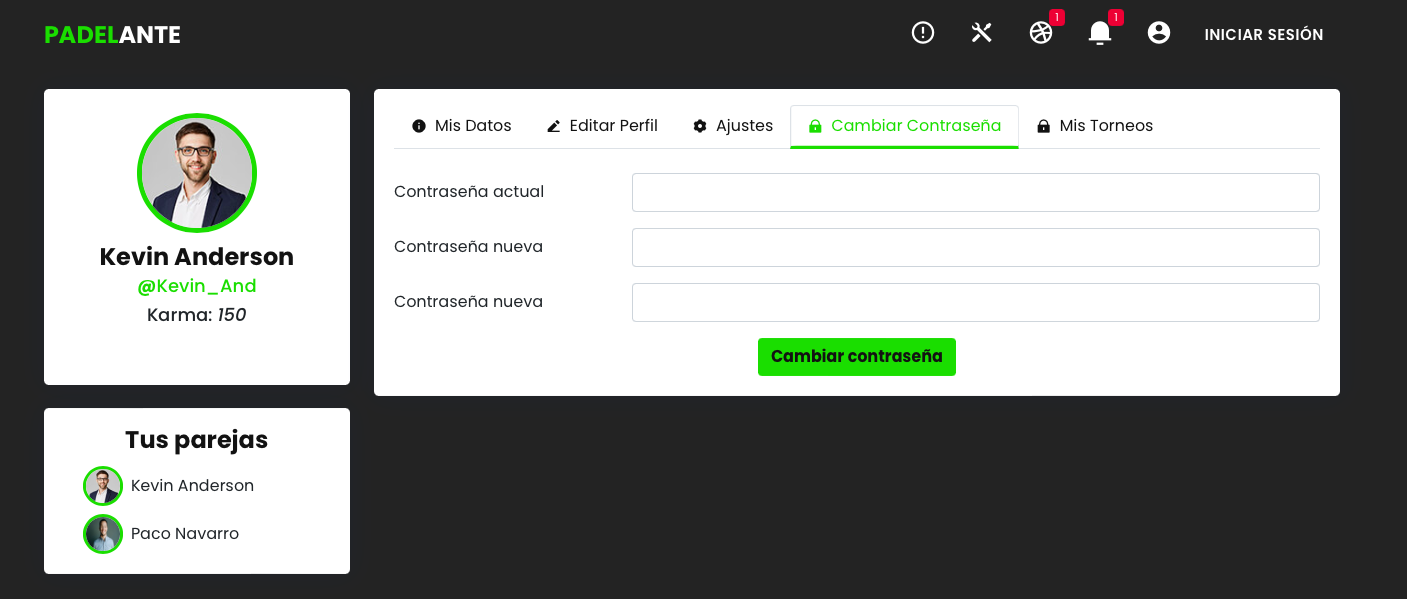 PADELANTE
1
1
INICIAR SESIÓN
Kevin Anderson
@Kevin_And
Karma: 150
Tus parejas
Kevin Anderson
Paco Navarro
Mis Datos
Editar Perfil
Ajustes
Cambiar Contraseña
Mis Torneos
Contraseña actual
Contraseña nueva
Contraseña nueva
Cambiar contraseña